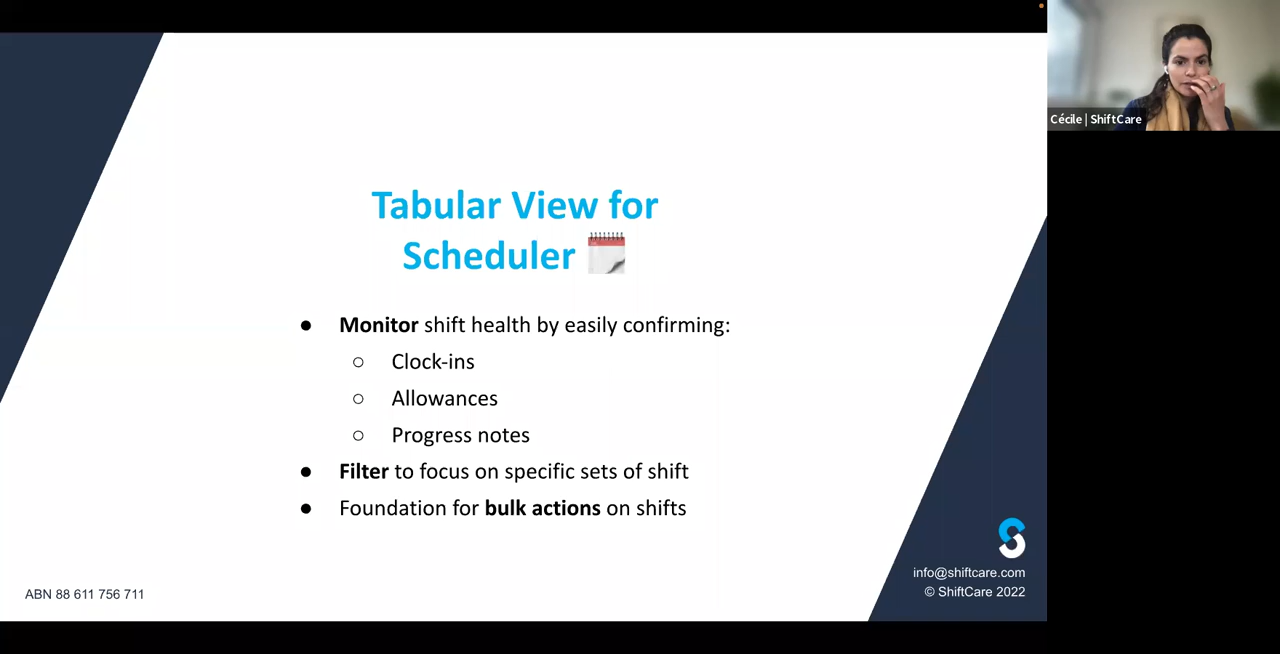 Cécile | ShiftCare
Tabular View for
Scheduler
● Monitor shift health by easily confirming:
○ Clock-ins
○ Allowances
○ Progress notes
● Filter to focus on specific sets of shift
● Foundation for bulk actions on shifts
info@shiftcare.com
© ShiftCare 2022
ABN 88 611 756 711